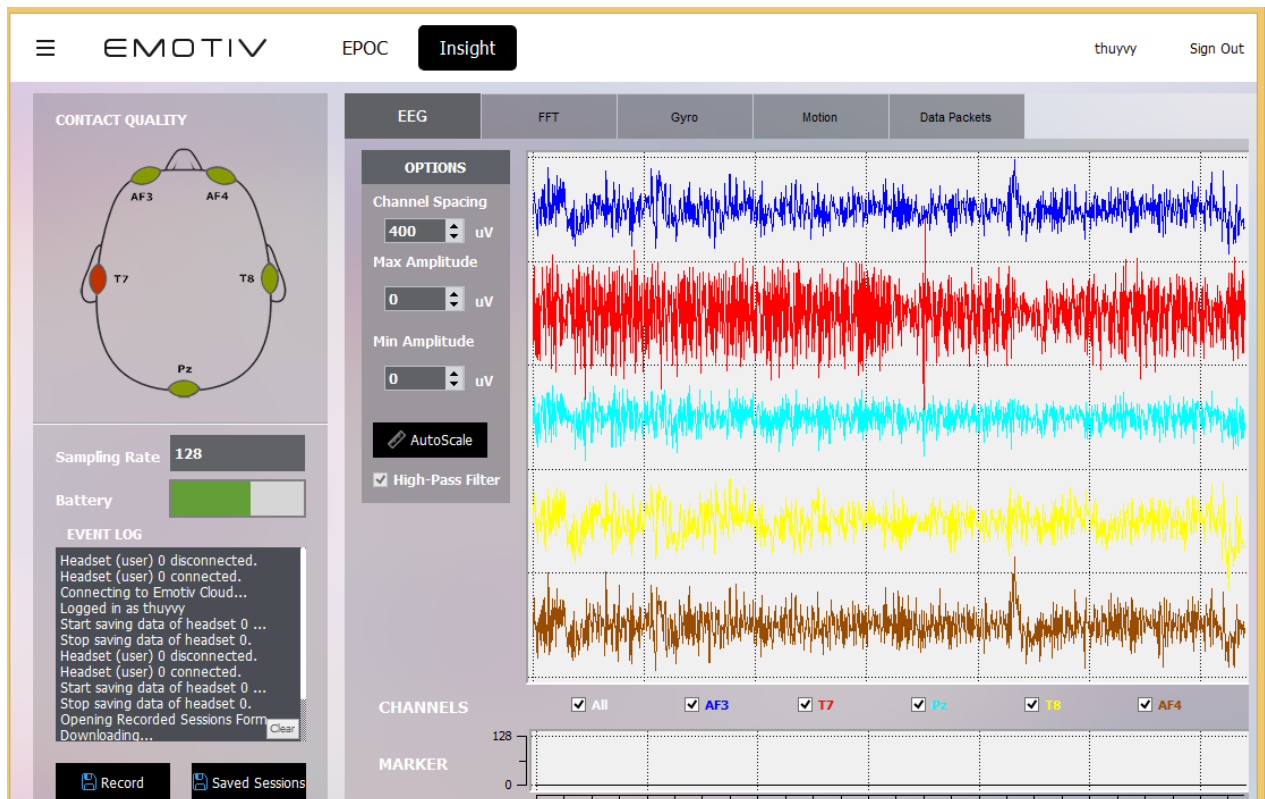 ☰ EMOTIV EPOC Insight thuyvy Sign Out
CONTACT QUALITY
AF3 AF4
T7 T8
Pz
Sampling Rate 128
Battery
EVENT LOG
Headset (user) 0 disconnected.
Headset (user) 0 connected.
Connecting to Emotiv Cloud...
Logged in as thuyvy
Start saving data of headset 0 ...
Stop saving data of headset 0.
Headset (user) 0 disconnected.
Headset (user) 0 connected.
Start saving data of headset 0 ...
Stop saving data of headset 0.
Opening Recorded Sessions Form
Downloading...
Clear
Record Saved Sessions
EEG FFT Gyro Motion Data Packets
OPTIONS
Channel Spacing
400 uV
Max Amplitude
0 uV
Min Amplitude
0 uV
AutoScale
High-Pass Filter
CHANNELS All AF3 T7 Pz T8 AF4
MARKER
128
0